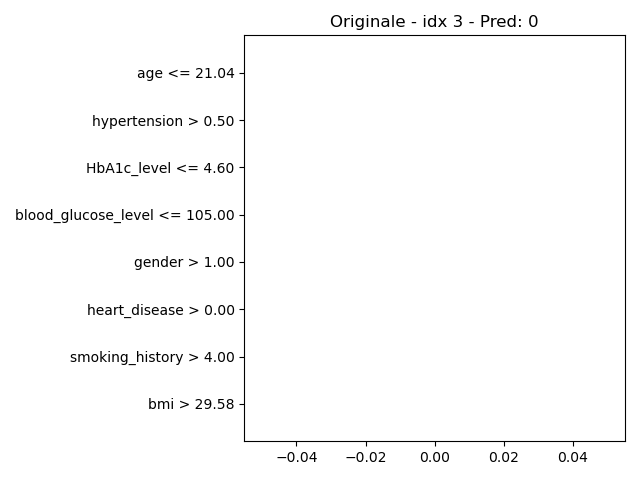 Originale - idx 3 - Pred: 0
age <= 21.04
hypertension > 0.50
HbA1c_level <= 4.60
blood_glucose_level <= 105.00
gender > 1.00
heart_disease > 0.00
smoking_history > 4.00
bmi > 29.58
−0.04 −0.02 0.00 0.02 0.04